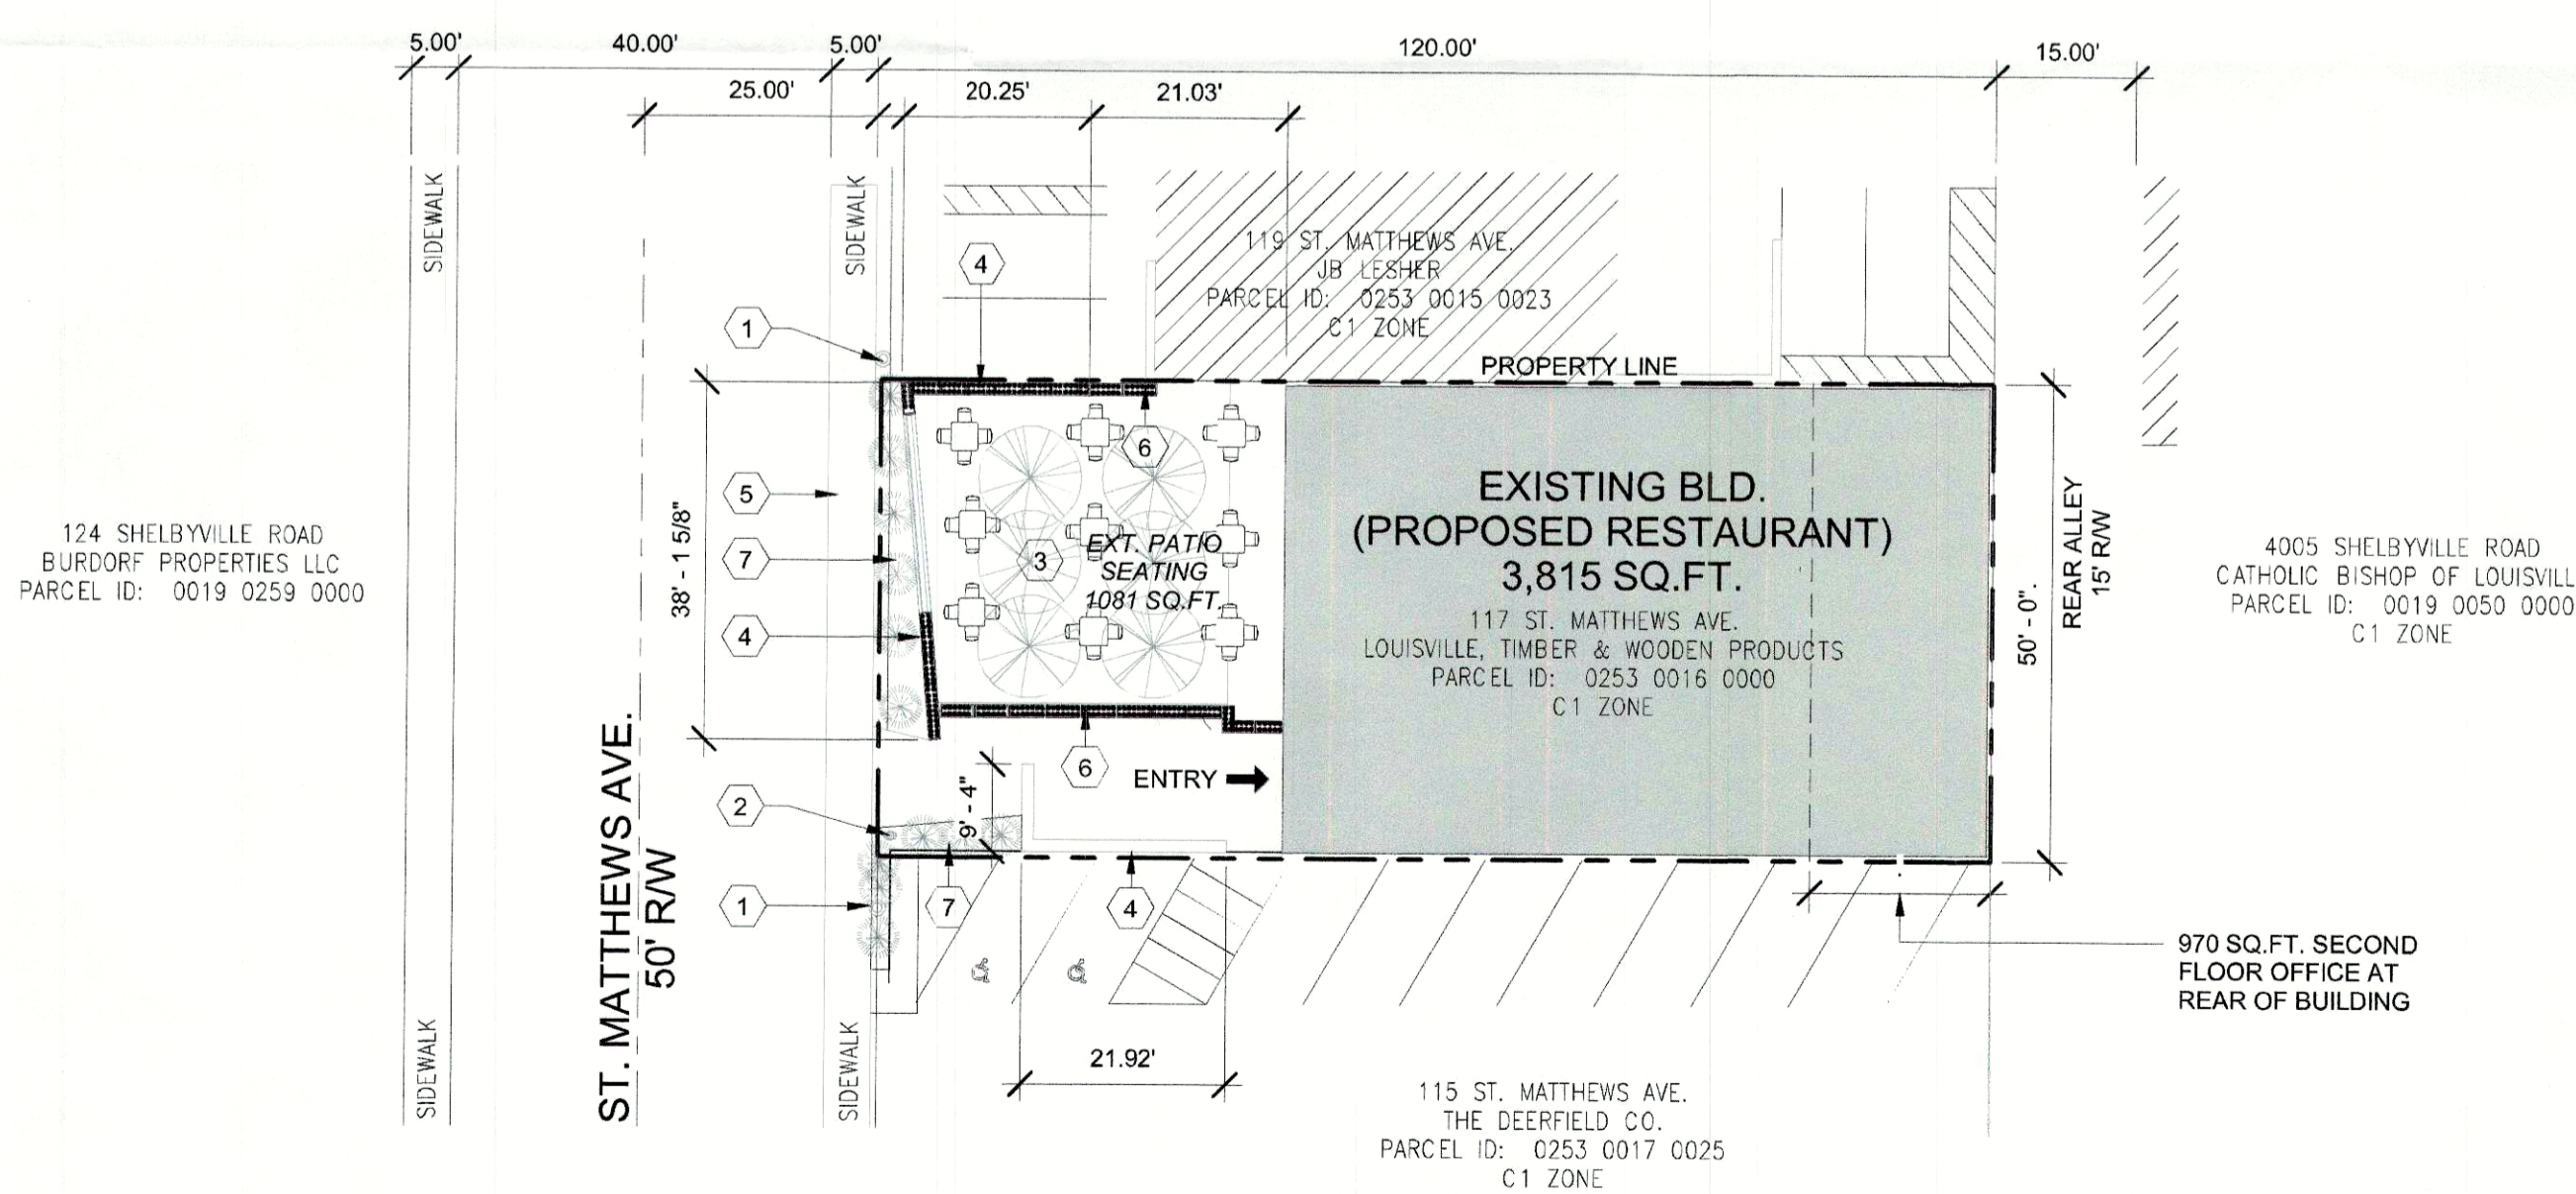 5.00'
40.00'
5.00'
120.00'
15.00'
25.00'
20.25'
21.03'
SIDEWALK
SIDEWALK
119 ST. MATTHEWS AVE.
JB LESHER
PARCEL ID: 0253 0015 0023
C1 ZONE
4
1
PROPERTY LINE
6
5
38' - 1 5/8"
7
4
3
EXT. PATIO
SEATING
1081 SQ.FT.
EXISTING BLD.
(PROPOSED RESTAURANT)
3,815 SQ.FT.
117 ST. MATTHEWS AVE.
LOUISVILLE, TIMBER & WOODEN PRODUCTS
PARCEL ID: 0253 0016 0000
C1 ZONE
50' - 0".
REAR ALLEY
15' R/W
124 SHELBYVILLE ROAD
BURDORF PROPERTIES LLC
PARCEL ID: 0019 0259 0000
4005 SHELBYVILLE ROAD
CATHOLIC BISHOP OF LOUISVILL
PARCEL ID: 0019 0050 0000
C1 ZONE
ST. MATTHEWS AVE.
50' R/W
6
ENTRY
9' - 4"
2
1
7
4
970 SQ.FT. SECOND
FLOOR OFFICE AT
REAR OF BUILDING
SIDEWALK
SIDEWALK
21.92'
115 ST. MATTHEWS AVE.
THE DEERFIELD CO.
PARCEL ID: 0253 0017 0025
C1 ZONE